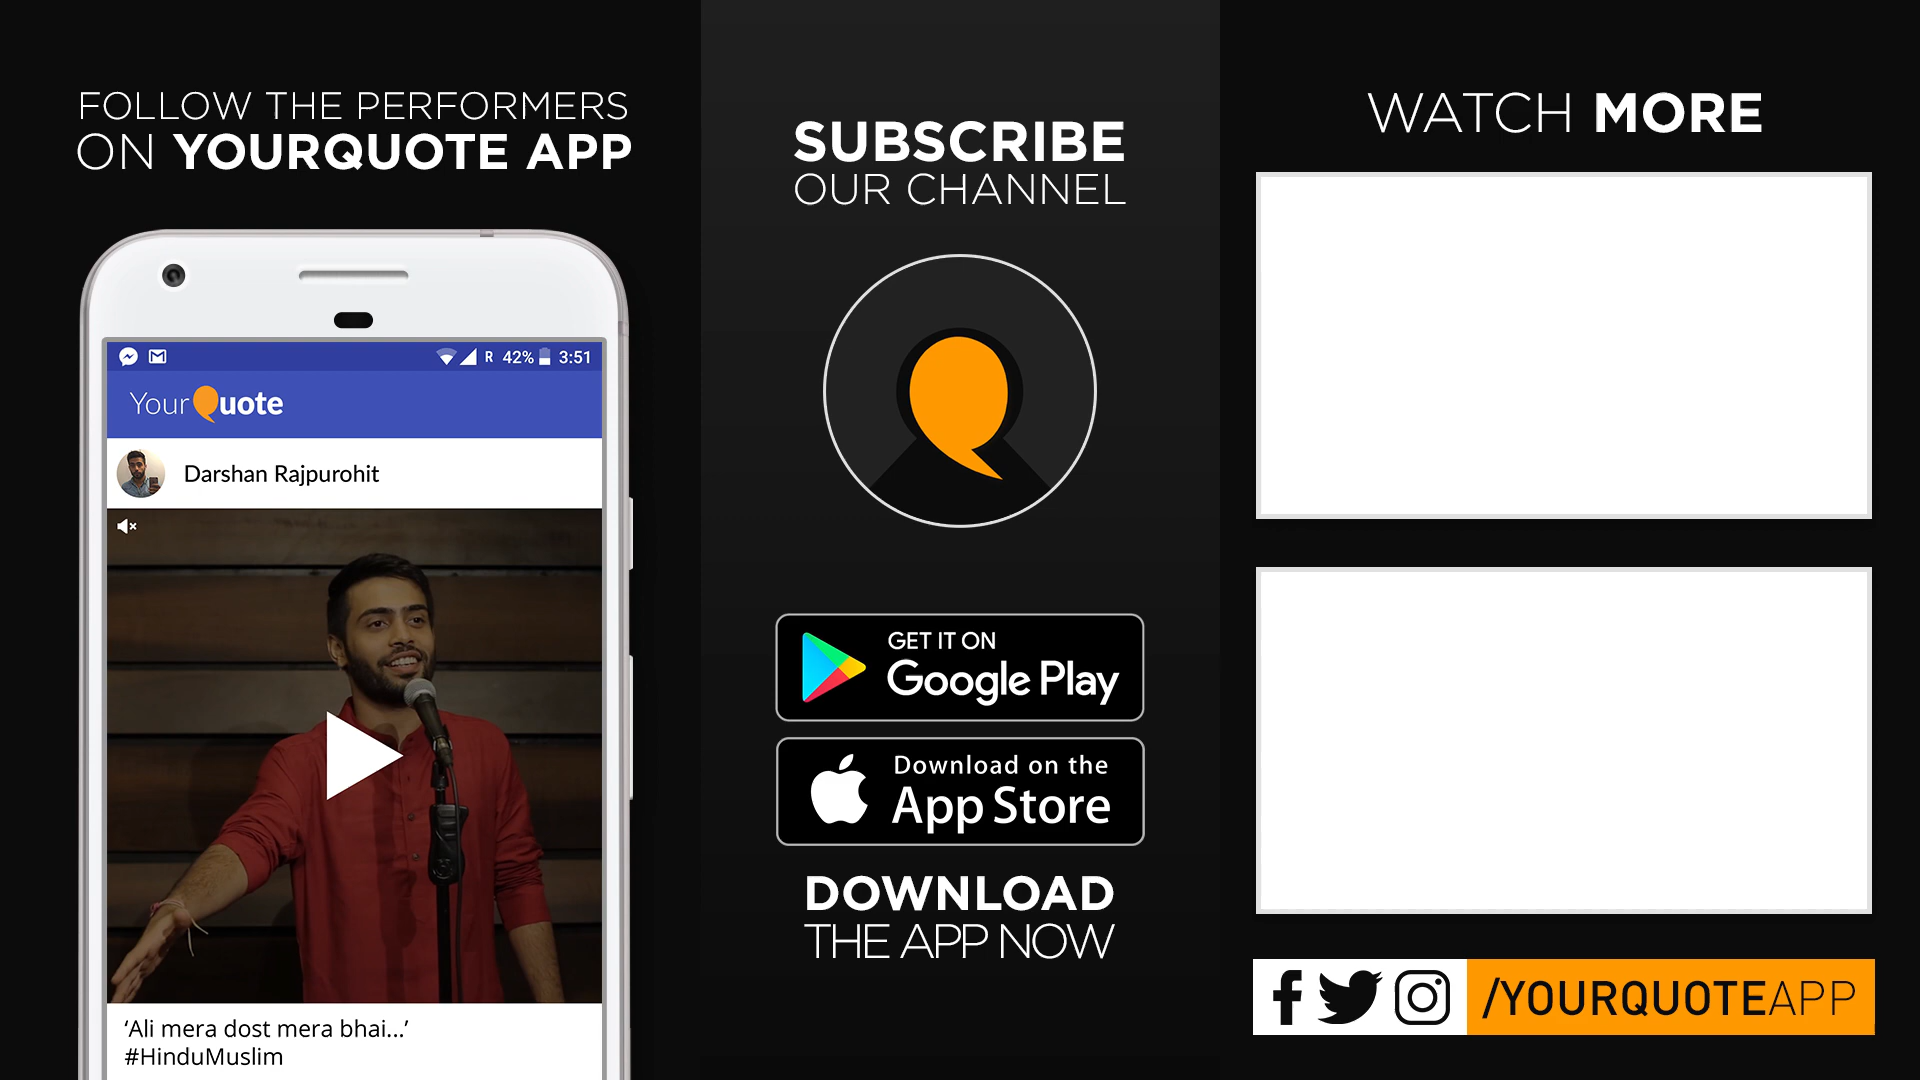 FOLLOW THE PERFORMERS
ON YOURQUOTE APP
R 42% 3:51
YourQuote
Darshan Rajpurohit
‘Ali mera dost mera bhai...’
#HinduMuslim
SUBSCRIBE
OUR CHANNEL
GET IT ON
Google Play
Download on the
App Store
DOWNLOAD
THE APP NOW
WATCH MORE
/YOURQUOTEAPP